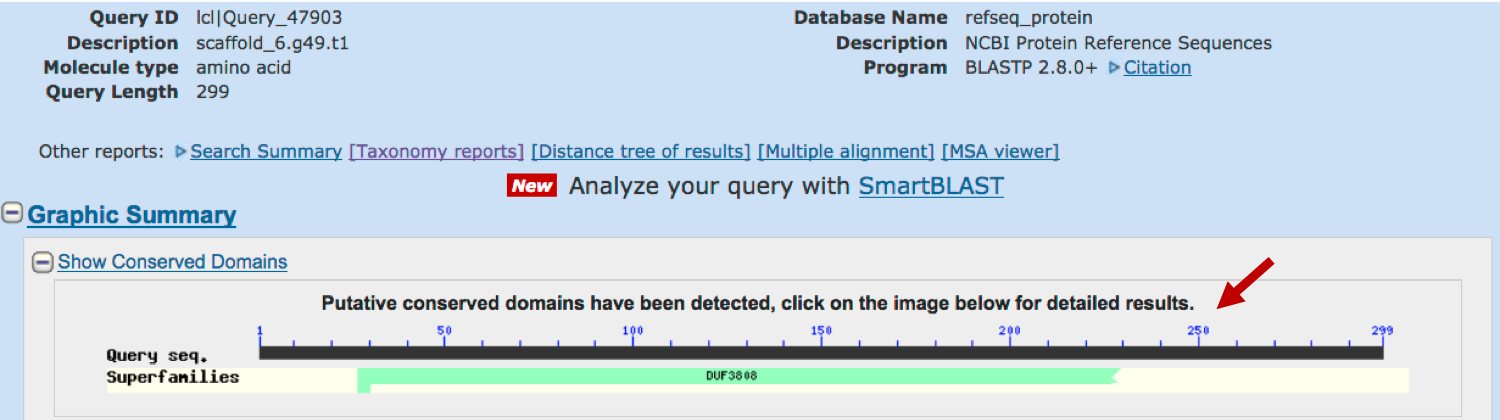 Query ID lcl|Query_47903 Database Name refseq_protein
Description scaffold_6.g49.t1 Description NCBI Protein Reference Sequences
Molecule type amino acid Program BLASTP 2.8.0+ Citation
Query Length 299
Other reports: Search Summary [Taxonomy reports] [Distance tree of results] [Multiple alignment] [MSA viewer]
New Analyze your query with SmartBLAST
Graphic Summary
Show Conserved Domains
Putative conserved domains have been detected, click on the image below for detailed results.
1 50 100 150 200 250 299
Query seq.
Superfamilies DUF3808